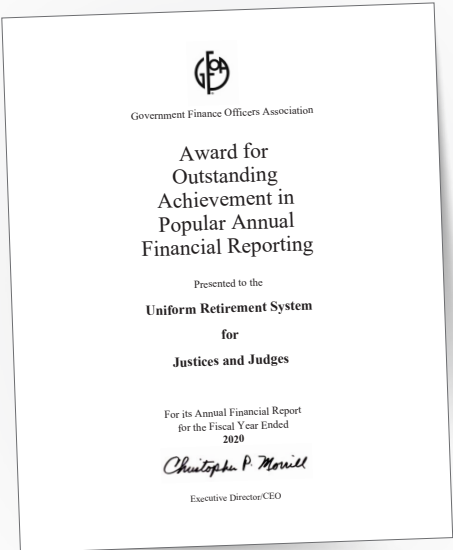 GFOA
Government Finance Officers Association
Award for
Outstanding
Achievement in
Popular Annual
Financial Reporting
Presented to the
Uniform Retirement System
for
Justices and Judges
For its Annual Financial Report
for the Fiscal Year Ended
2020
Christopher P. Morrill
Executive Director/CEO